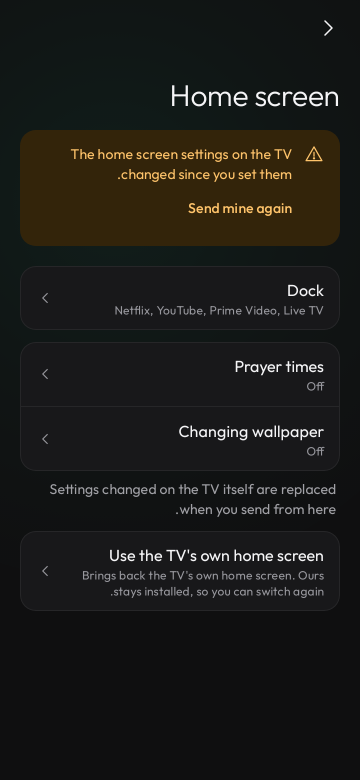 Home screen
The home screen settings on the TV
changed since you set them.
Send mine again
Dock
Netflix, YouTube, Prime Video, Live TV
Prayer times
Off
Changing wallpaper
Off
Settings changed on the TV itself are replaced
when you send from here.
Use the TV's own home screen
Brings back the TV's own home screen. Ours
stays installed, so you can switch again.